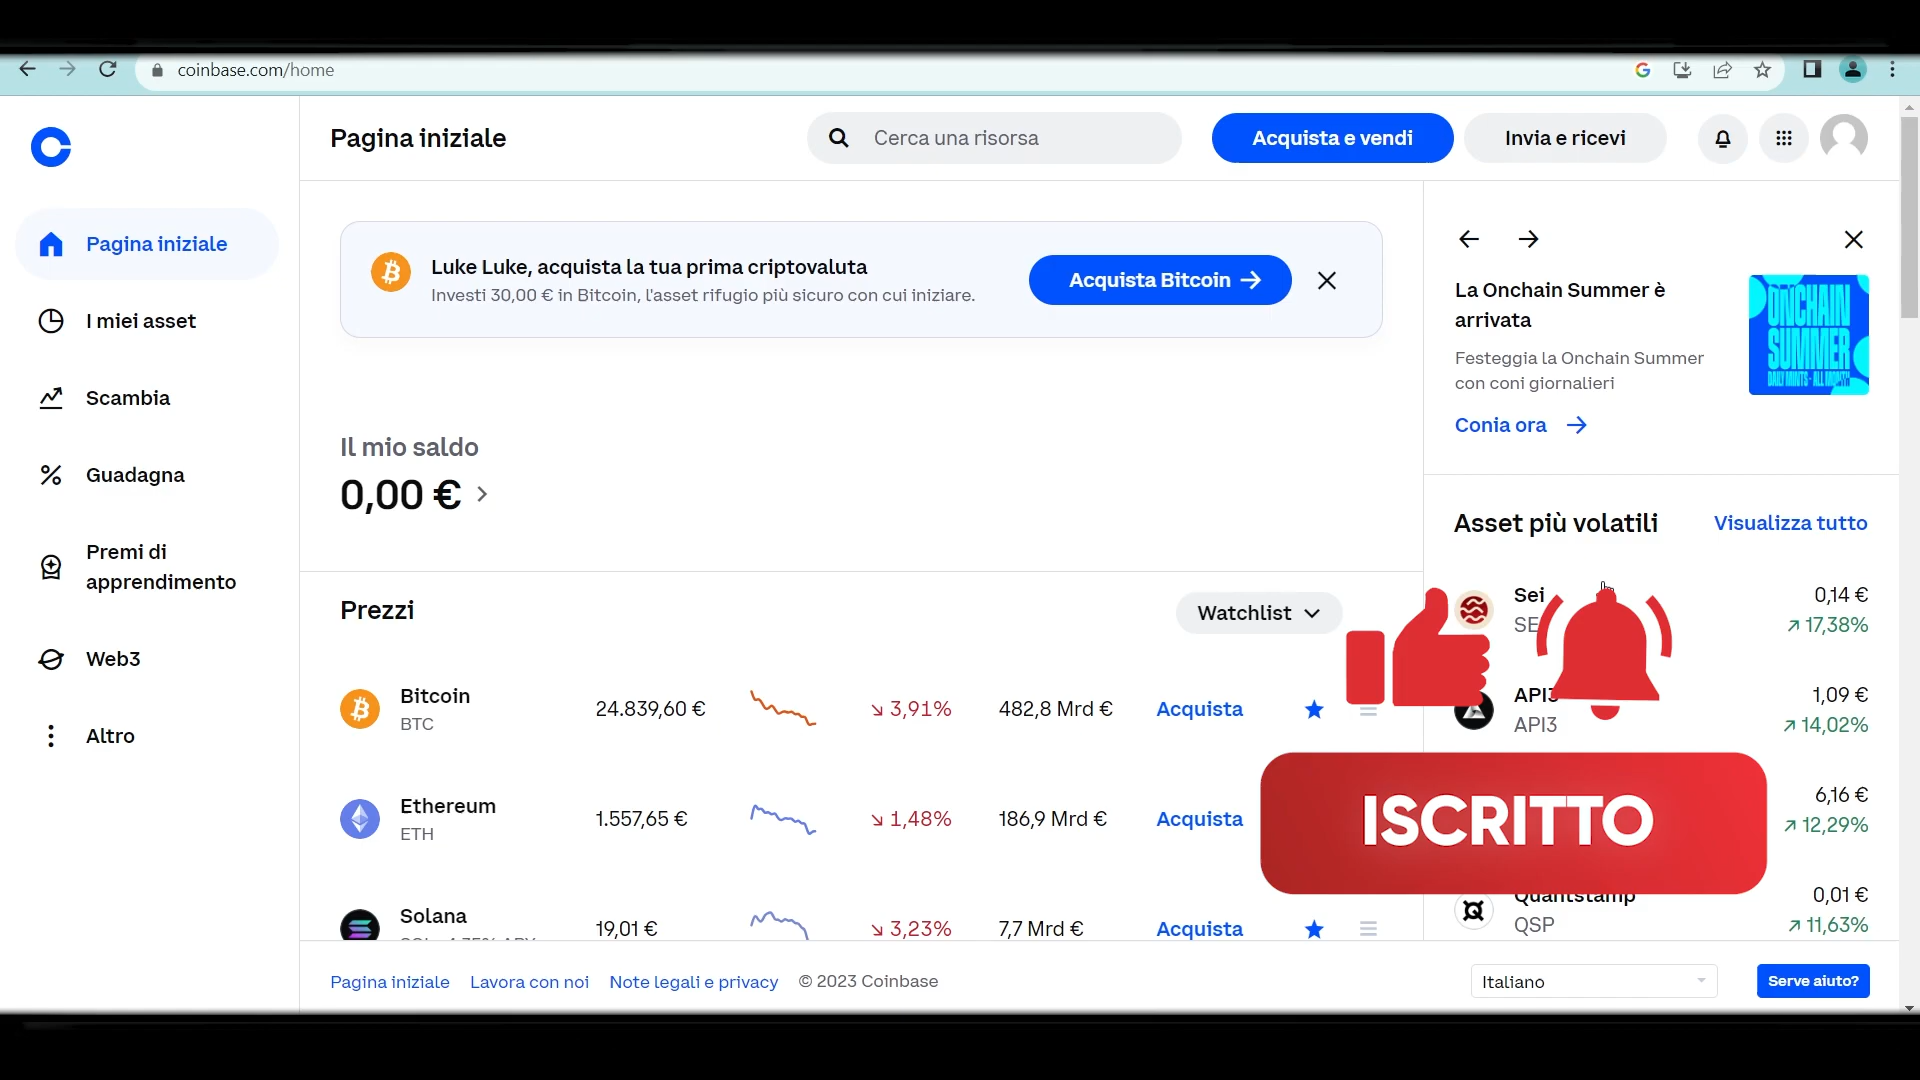 coinbase.com/home
Pagina iniziale
Cerca una risorsa
Acquista e vendi
Invia e ricevi
Pagina iniziale
I miei asset
Scambia
Guadagna
Premi di
apprendimento
Web3
Altro
Luke Luke, acquista la tua prima criptovaluta
Investi 30,00 € in Bitcoin, l'asset rifugio più sicuro con cui iniziare.
Acquista Bitcoin
Il mio saldo
0,00 €
Prezzi
Watchlist
Bitcoin
BTC
24.839,60 €
3,91%
482,8 Mrd €
Acquista
Ethereum
ETH
1.557,65 €
1,48%
186,9 Mrd €
Acquista
Solana
19,01 €
3,23%
7,7 Mrd €
Acquista
La Onchain Summer è
arrivata
Festeggia la Onchain Summer
con coni giornalieri
Conia ora
ONCHAIN
SUMMER
Asset più volatili
Visualizza tutto
Sei
0,14 €
17,38%
API3
API3
1,09 €
14,02%
6,16 €
12,29%
Quantstamp
QSP
0,01 €
11,63%
ISCRITTO
Pagina iniziale
Lavora con noi
Note legali e privacy
© 2023 Coinbase
Italiano
Serve aiuto?